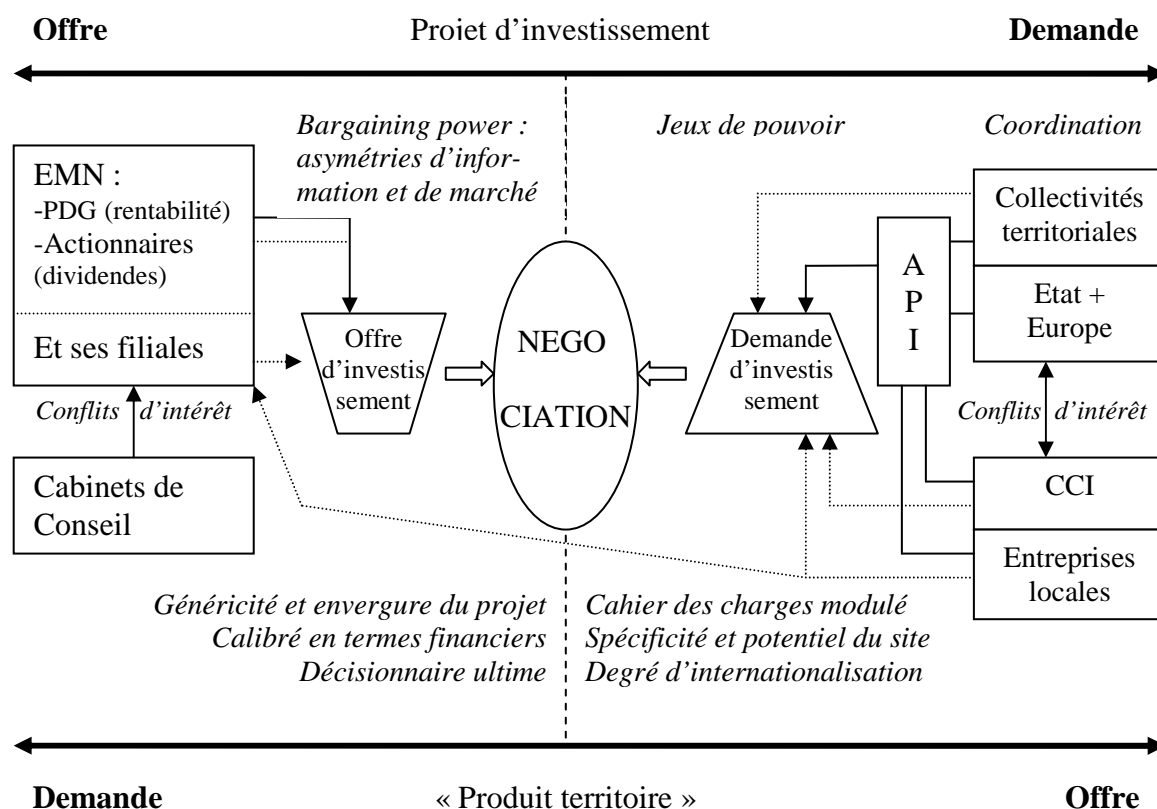 Offre
Projet d’investissement
Demande
Bargaining power :
asymétries d’infor-
mation et de marché
Jeux de pouvoir
Coordination
EMN :
-PDG (rentabilité)
-Actionnaires
(dividendes)
Et ses filiales
Conflits d’intérêt
Cabinets de
Conseil
Offre
d’investis
sement
NEGO
CIATION
Demande
d’investis
sement
A
P
I
Collectivités
territoriales
Etat +
Europe
Conflits d’intérêt
CCI
Entreprises
locales
Généricité et envergure du projet
Calibré en termes financiers
Décisionnaire ultime
Cahier des charges modulé
Spécificité et potentiel du site
Degré d’internationalisation
Demande
« Produit territoire »
Offre